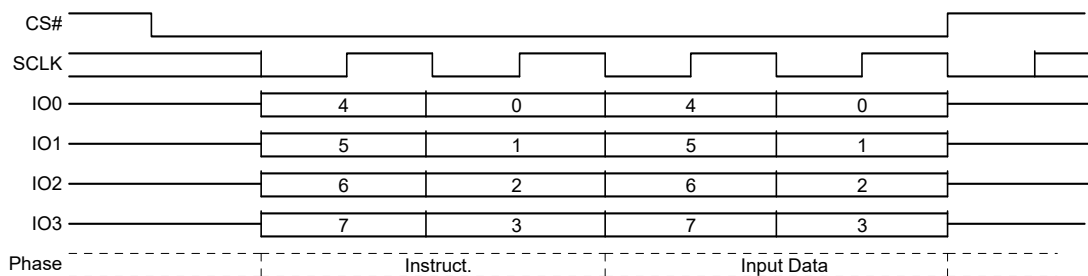 CS#
SCLK
IO0 4 0 4 0
IO1 5 1 5 1
IO2 6 2 6 2
IO3 7 3 7 3
Phase Instruct. Input Data